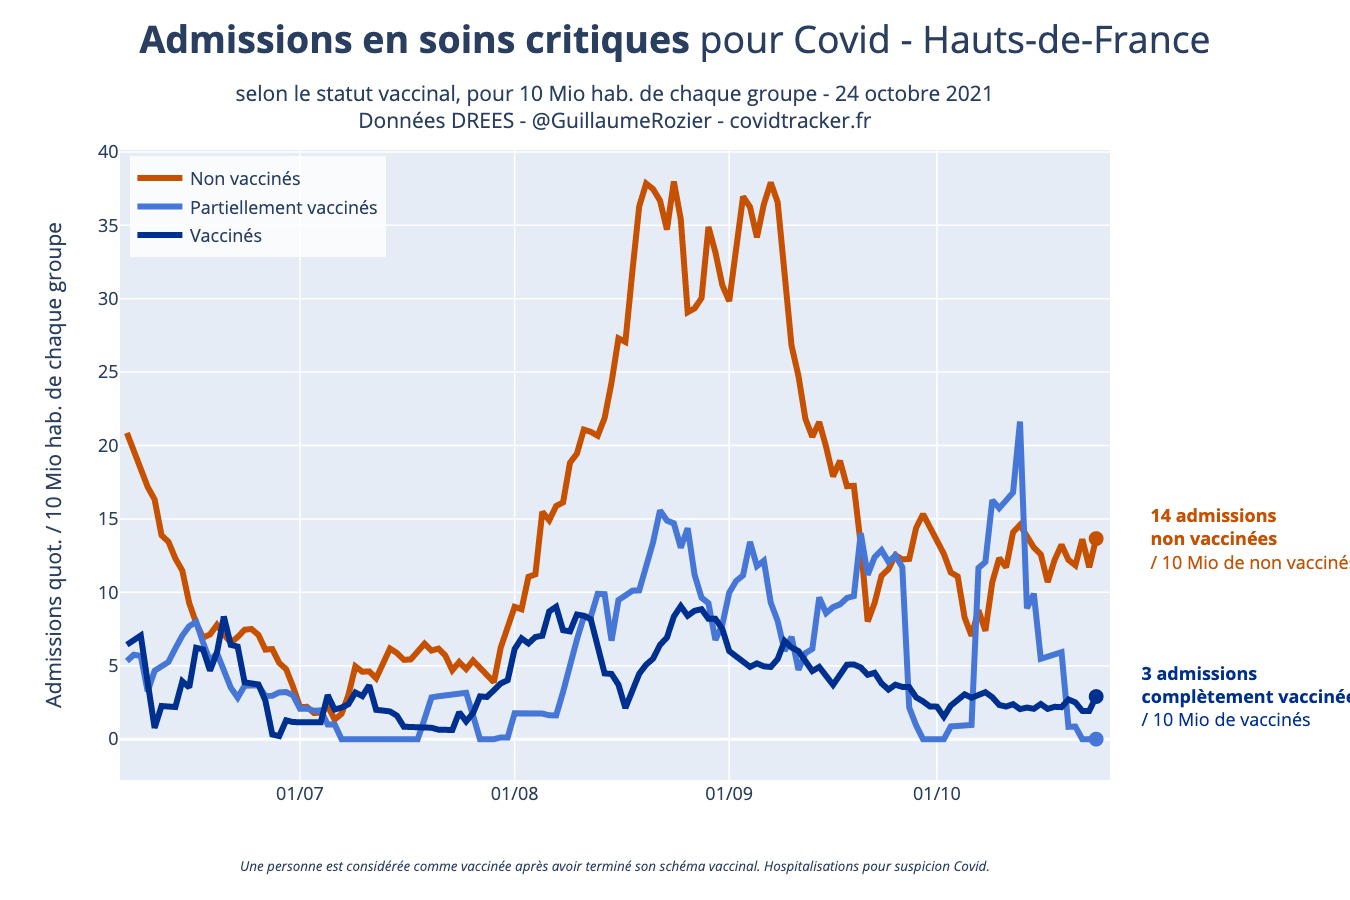 Admissions en soins critiques pour Covid - Hauts-de-France
selon le statut vaccinal, pour 10 Mio hab. de chaque groupe - 24 octobre 2021
Données DREES - @GuillaumeRozier - covidtracker.fr
Admissions quot. / 10 Mio hab. de chaque groupe
40
35
30
25
20
15
10
5
0
Non vaccinés
Partiellement vaccinés
Vaccinés
14 admissions
non vaccinées
/ 10 Mio de non vaccinés
3 admissions
complètement vaccinée
/ 10 Mio de vaccinés
01/07
01/08
01/09
01/10
Une personne est considérée comme vaccinée après avoir terminé son schéma vaccinal. Hospitalisations pour suspicion Covid.